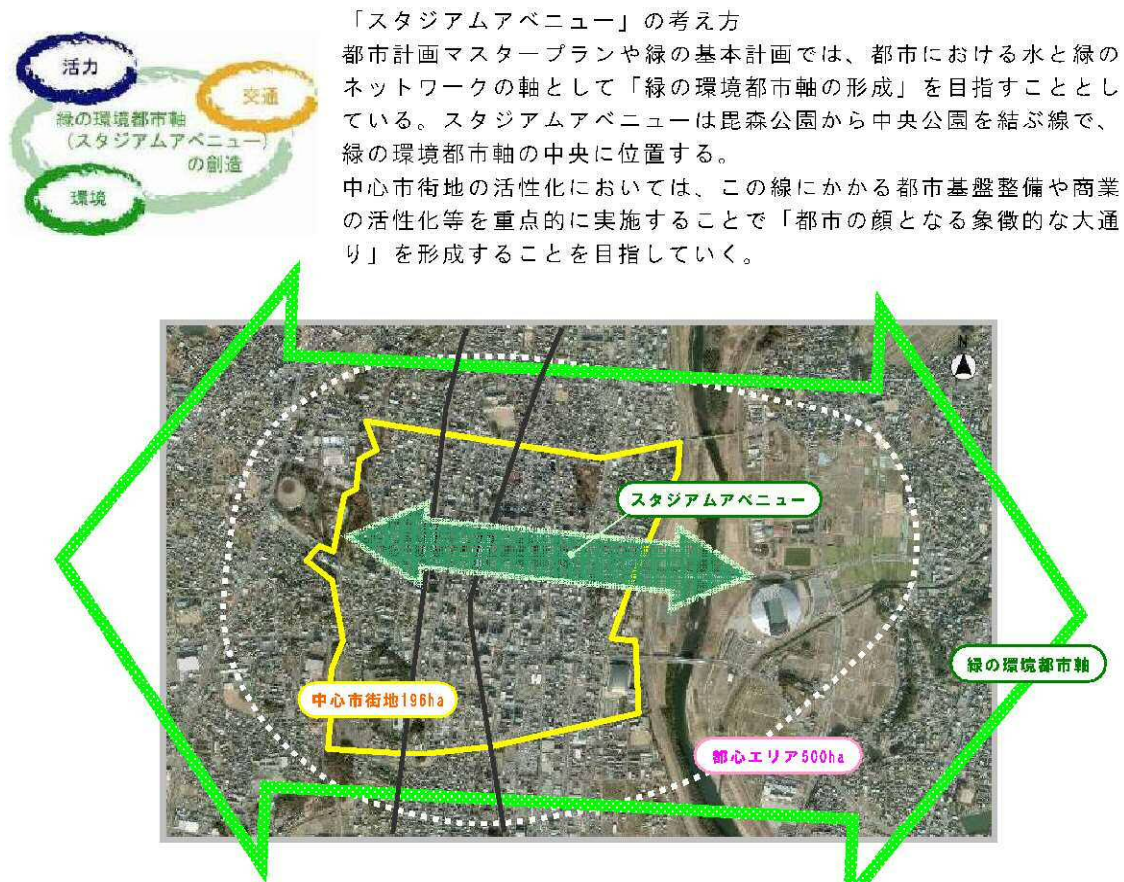 「スタジアムアベニュー」の考え方
都市計画マスタープランや緑の基本計画では、都市における水と緑の
ネットワークの軸として「緑の環境都市軸の形成」を目指すことと し
ている。スタジアムアベニューは毘森公園から中央公園を結ぶ線で、
緑の環境都市軸の中央に位置する。
中心市街地の活性化においては、この線にかかる都市基盤整備や商業
の活性化等を重点的に実施することで「都市の顔となる象徴的な大通
り」を形成することを目指していく。
活力
交通
緑の環境都市軸
(スタジアムアベニュー)
の創造
環境
N
スタジアムアベニュー
緑の環境都市軸
中心市街地196ha
都心エリア500ha